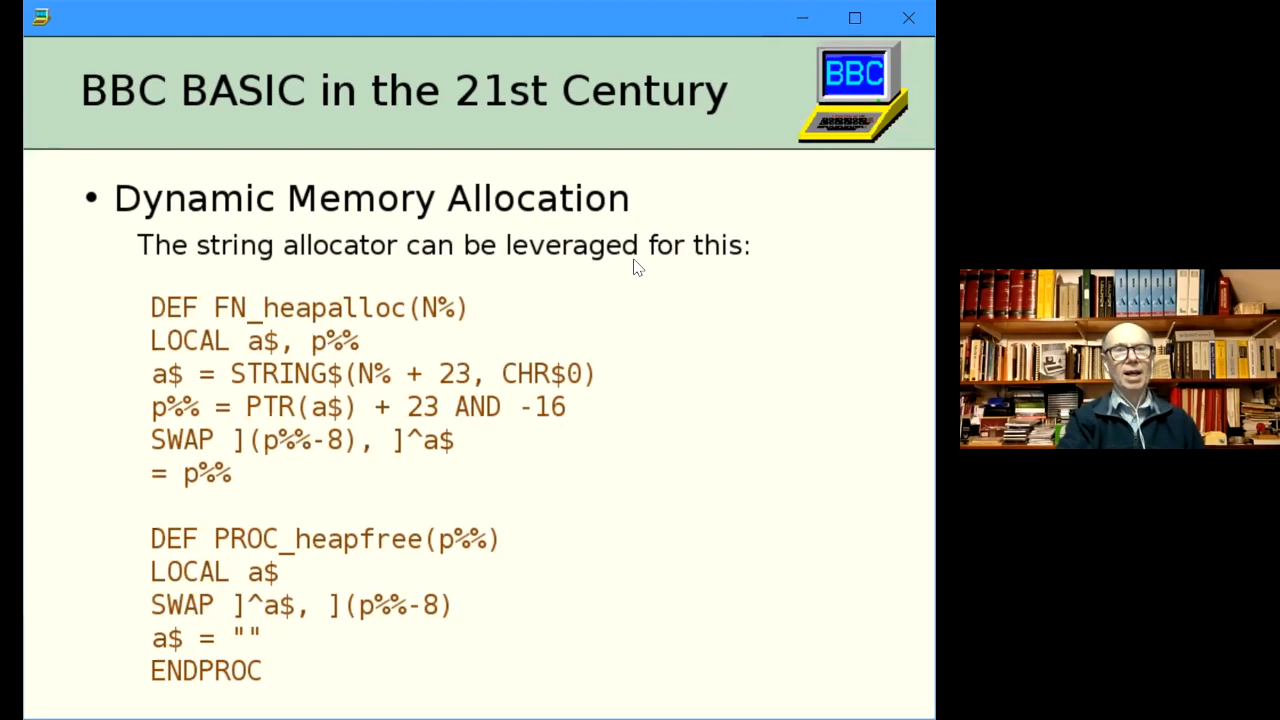 BBC BASIC in the 21st Century
BBC
• Dynamic Memory Allocation
The string allocator can be leveraged for this:
DEF FN_heapalloc(N%)
LOCAL a$, p%%
a$ = STRING$(N% + 23, CHR$0)
p%% = PTR(a$) + 23 AND -16
SWAP ](p%%-8), ]^a$
= p%%
DEF PROC_heapfree(p%%)
LOCAL a$
SWAP ]^a$, ](p%%-8)
a$ = ""
ENDPROC